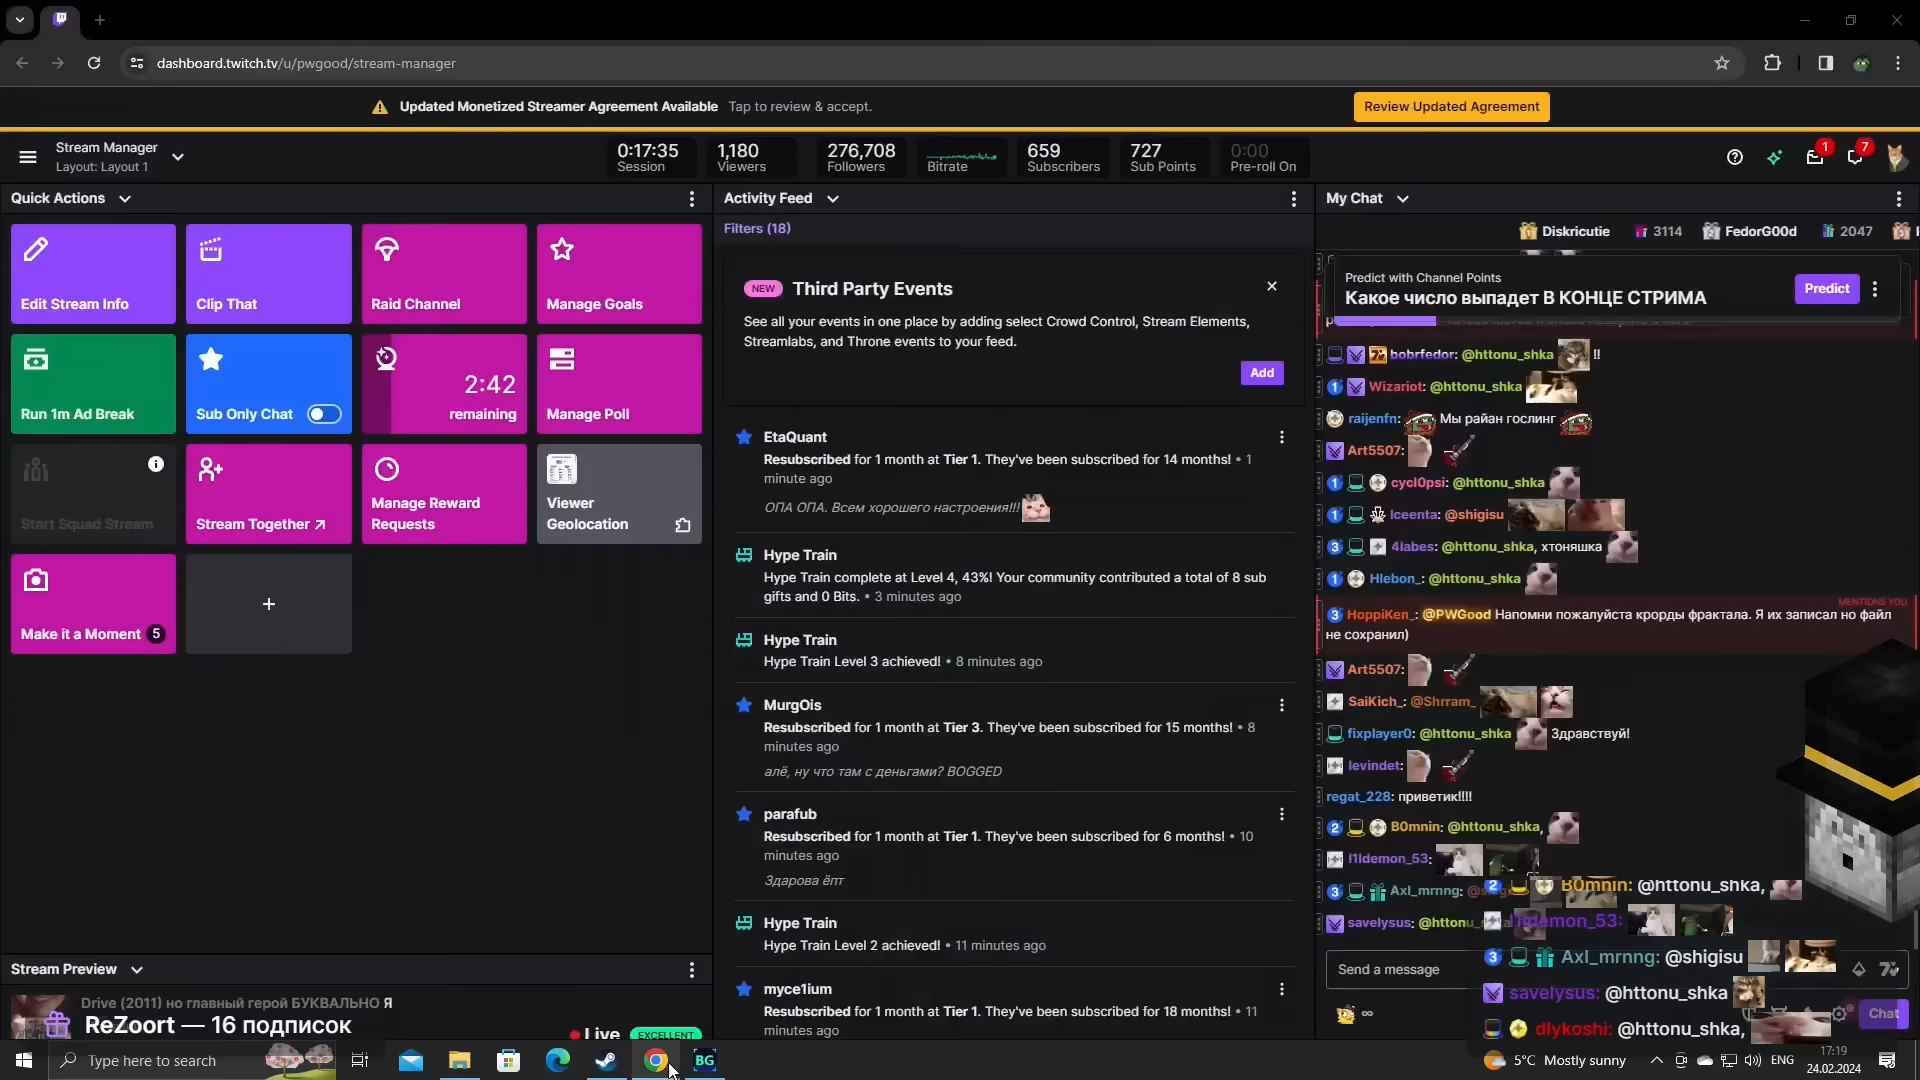 dashboard.twitch.tv/u/pwgood/stream-manager
Updated Monetized Streamer Agreement Available Tap to review & accept.
Review Updated Agreement
Stream Manager
Layout: Layout 1
0:17:35
Session
1,180
Viewers
276,708
Followers
Bitrate
659
Subscribers
727
Sub Points
0:00
Pre-roll On
1
7
Quick Actions
Edit Stream Info
Clip That
Raid Channel
Manage Goals
Run 1m Ad Break
Sub Only Chat
2:42
remaining
Manage Poll
Start Squad Stream
Stream Together
Manage Reward
Requests
Viewer
Geolocation
Make it a Moment 5
+
Stream Preview
Drive (2011) но главный герой БУКВАЛЬНО Я
ReZoort — 16 подписок
Live
EXCELLENT
Activity Feed
Filters (18)
NEW Third Party Events
See all your events in one place by adding select Crowd Control, Stream Elements,
Streamlabs, and Throne events to your feed.
Add
EtaQuant
Resubscribed for 1 month at Tier 1. They've been subscribed for 14 months! • 1
minute ago
ОПА ОПА. Всем хорошего настроения!!!
Hype Train
Hype Train complete at Level 4, 43%! Your community contributed a total of 8 sub
gifts and 0 Bits. • 3 minutes ago
Hype Train
Hype Train Level 3 achieved! • 8 minutes ago
MurgOis
Resubscribed for 1 month at Tier 3. They've been subscribed for 15 months! • 8
minutes ago
алё, ну что там с деньгами? BOGGED
parafub
Resubscribed for 1 month at Tier 1. They've been subscribed for 6 months! • 10
minutes ago
Здарова ёпт
Hype Train
Hype Train Level 2 achieved! • 11 minutes ago
myce1ium
Resubscribed for 1 month at Tier 1. They've been subscribed for 18 months! • 11
minutes ago
My Chat
Diskricutie 3114 FedorG00d 2047
Predict with Channel Points
Какое число выпадет В КОНЦЕ СТРИМА
Predict
bobrfedor: @httonu_shka !!
Wizariot: @httonu_shka
raijenfn: Мы райан гослинг
Art5507:
cycl0psi: @httonu_shka
Iceenta: @shigisu
4labes: @httonu_shka, хтоняшка
Hlebon_: @httonu_shka
MENTIONS YOU
HoppiKen_: @PWGood Напомни пожалуйста крорды фрактала. Я их записал но файл
не сохранил)
Art5507:
SaiKich_: @Shrram_
fixplayer0: @httonu_shka Здравствуй!
levindet:
regat_228: приветик!!!!
B0mnin: @httonu_shka,
l1ldemon_53:
Axl_mrnng:
savelysus:
Send a message
Chat
B0mnin: @httonu_shka,
l1ldemon_53:
Axl_mrnng: @shigisu
savelysus: @httonu_shka
dlykoshi: @httonu_shka,
Type here to search
BG
5°C Mostly sunny
ENG
17:19
24.02.2024